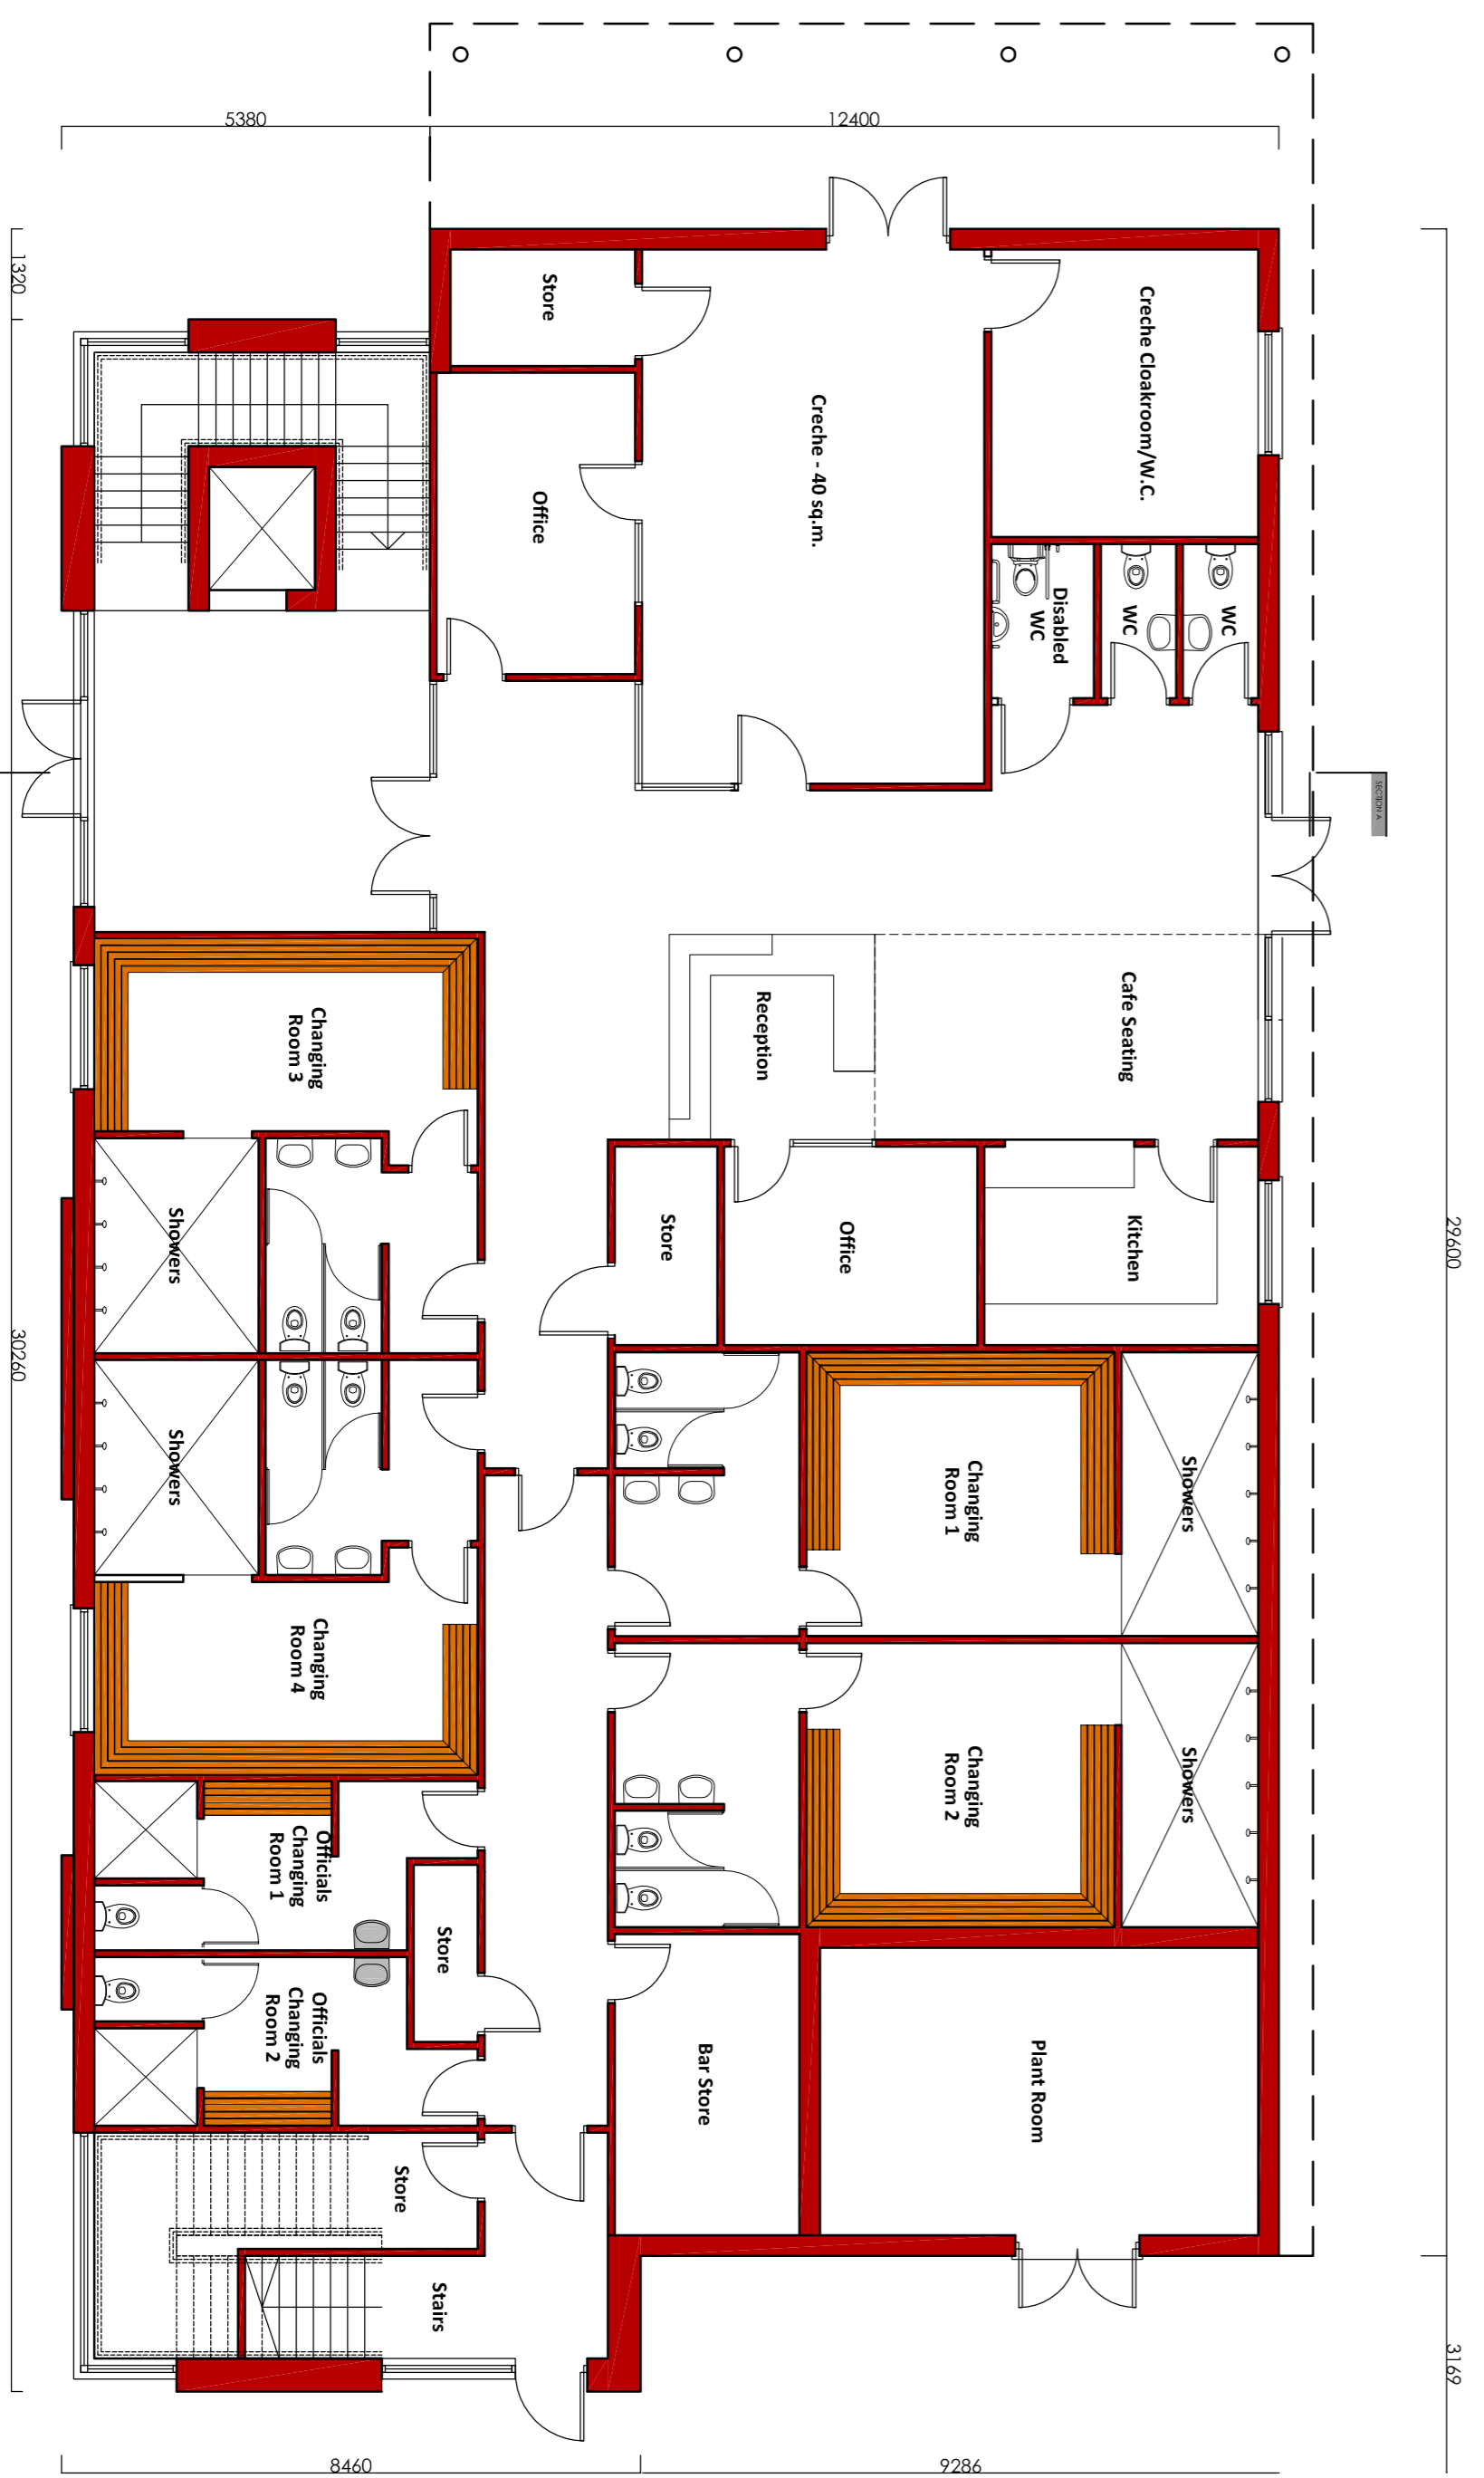 5380
12400
1320
29600
30260
3169
8460
9286
SECTION A
Store
Creche Cloakroom/W.C.
Creche - 40 sq.m.
Office
Disabled
WC
WC
WC
Cafe Seating
Reception
Changing
Room 3
Showers
Store
Office
Kitchen
Showers
Changing
Room 1
Showers
Changing
Room 4
Changing
Room 2
Showers
Officials
Changing
Room 1
Store
Officials
Changing
Room 2
Bar Store
Plant Room
Store
Stairs